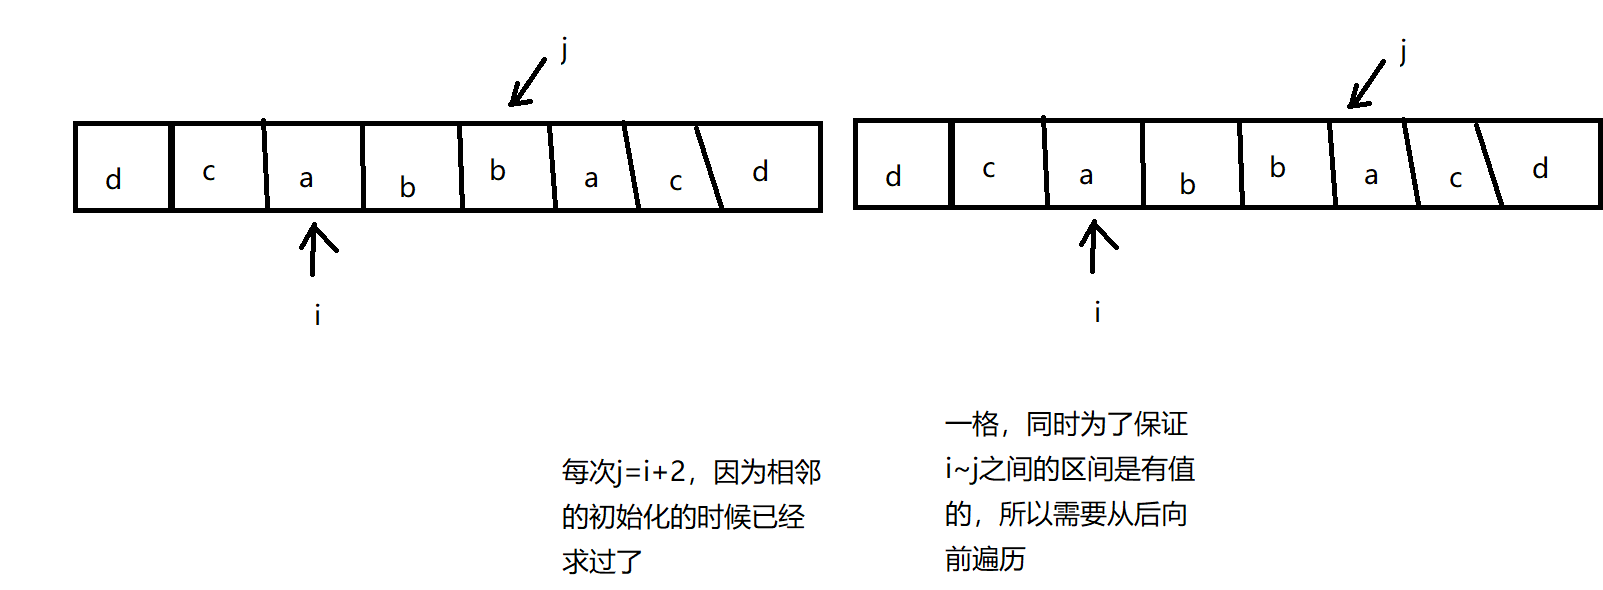 j
d c a b b a c d
i
j
d c a b b a c d
i
每次j=i+2，因为相邻
的初始化的时候已经
求过了
一格，同时为了保证
i~j之间的区间是有值
的，所以需要从后向
前遍历